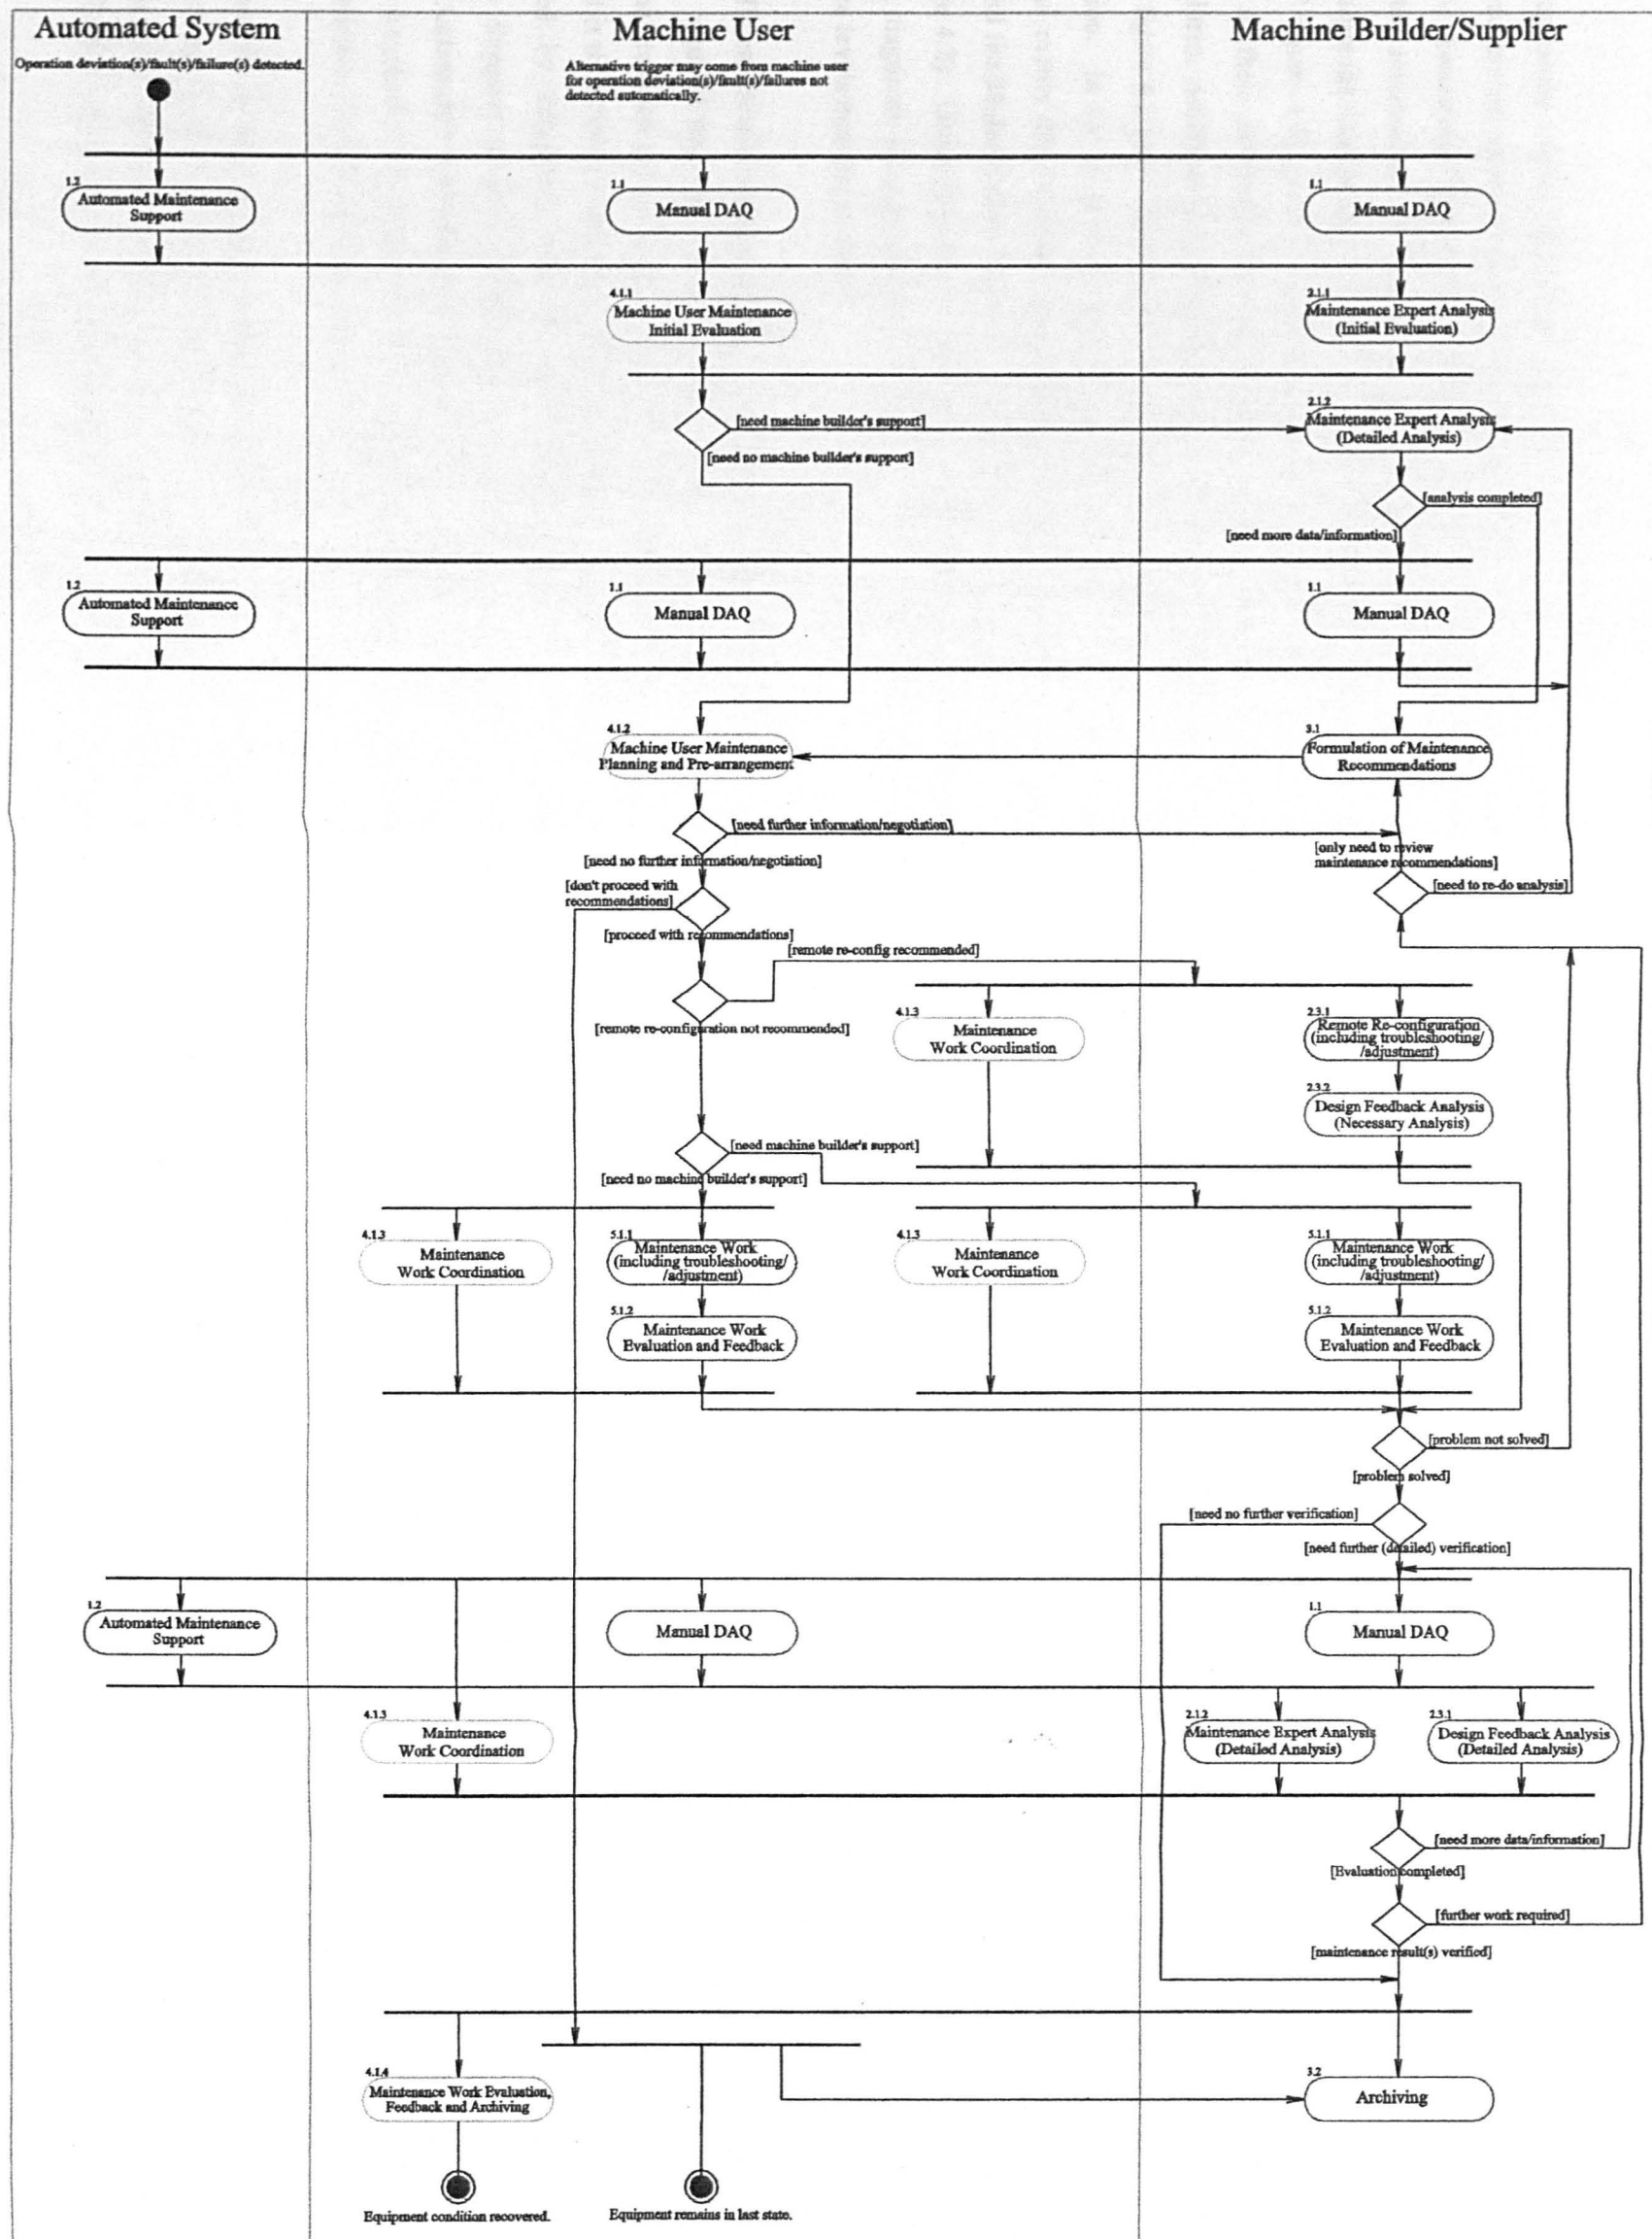 Automated System
Machine User
Machine Builder/Supplier
Operation deviation(s)/fault(s)/failure(s) detected.
Alternative trigger may come from machine user
for operation deviation(s)/fault(s)/failures not
detected automatically.
1.2
Automated Maintenance
Support
1.1
Manual DAQ
1.1
Manual DAQ
4.1.1
Machine User Maintenance
Initial Evaluation
2.1.1
Maintenance Expert Analysis
(Initial Evaluation)
[need machine builder's support]
[need no machine builder's support]
2.1.2
Maintenance Expert Analysis
(Detailed Analysis)
[analysis completed]
[need more data/information]
1.2
Automated Maintenance
Support
1.1
Manual DAQ
1.1
Manual DAQ
4.1.2
Machine User Maintenance
Planning and Pre-arrangement
3.1
Formulation of Maintenance
Recommendations
[need further information/negotiation]
[need no further information/negotiation]
[only need to review
maintenance recommendations]
[need to re-do analysis]
[don't proceed with
recommendations]
[proceed with recommendations]
[remote re-config recommended]
[remote re-configuration not recommended]
4.1.3
Maintenance
Work Coordination
2.3.1
Remote Re-configuration
(including troubleshooting/
/adjustment)
2.3.2
Design Feedback Analysis
(Necessary Analysis)
[need machine builder's support]
[need no machine builder's support]
4.1.3
Maintenance
Work Coordination
5.1.1
Maintenance Work
(including troubleshooting/
/adjustment)
5.1.2
Maintenance Work
Evaluation and Feedback
4.1.3
Maintenance
Work Coordination
5.1.1
Maintenance Work
(including troubleshooting/
/adjustment)
5.1.2
Maintenance Work
Evaluation and Feedback
[problem not solved]
[problem solved]
[need no further verification]
[need further (detailed) verification]
1.2
Automated Maintenance
Support
Manual DAQ
1.1
Manual DAQ
4.1.3
Maintenance
Work Coordination
2.1.2
Maintenance Expert Analysis
(Detailed Analysis)
2.3.1
Design Feedback Analysis
(Detailed Analysis)
[need more data/information]
[Evaluation completed]
[further work required]
[maintenance result(s) verified]
4.1.4
Maintenance Work Evaluation,
Feedback and Archiving
3.2
Archiving
Equipment condition recovered.
Equipment remains in last state.